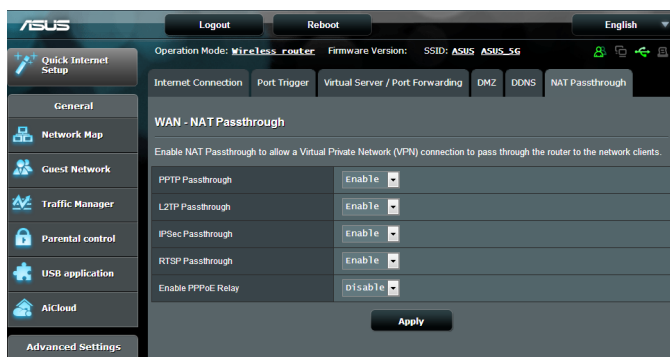 ASUS
Logout
Reboot
English
Operation Mode: Wireless router Firmware Version: SSID: ASUS ASUS_5G
Quick Internet
Setup
Internet Connection
Port Trigger
Virtual Server / Port Forwarding
DMZ
DDNS
NAT Passthrough
General
Network Map
Guest Network
Traffic Manager
Parental control
USB application
AiCloud
Advanced Settings
WAN - NAT Passthrough
Enable NAT Passthrough to allow a Virtual Private Network (VPN) connection to pass through the router to the network clients.
PPTP Passthrough Enable
L2TP Passthrough Enable
IPSec Passthrough Enable
RTSP Passthrough Enable
Enable PPPoE Relay Disable
Apply